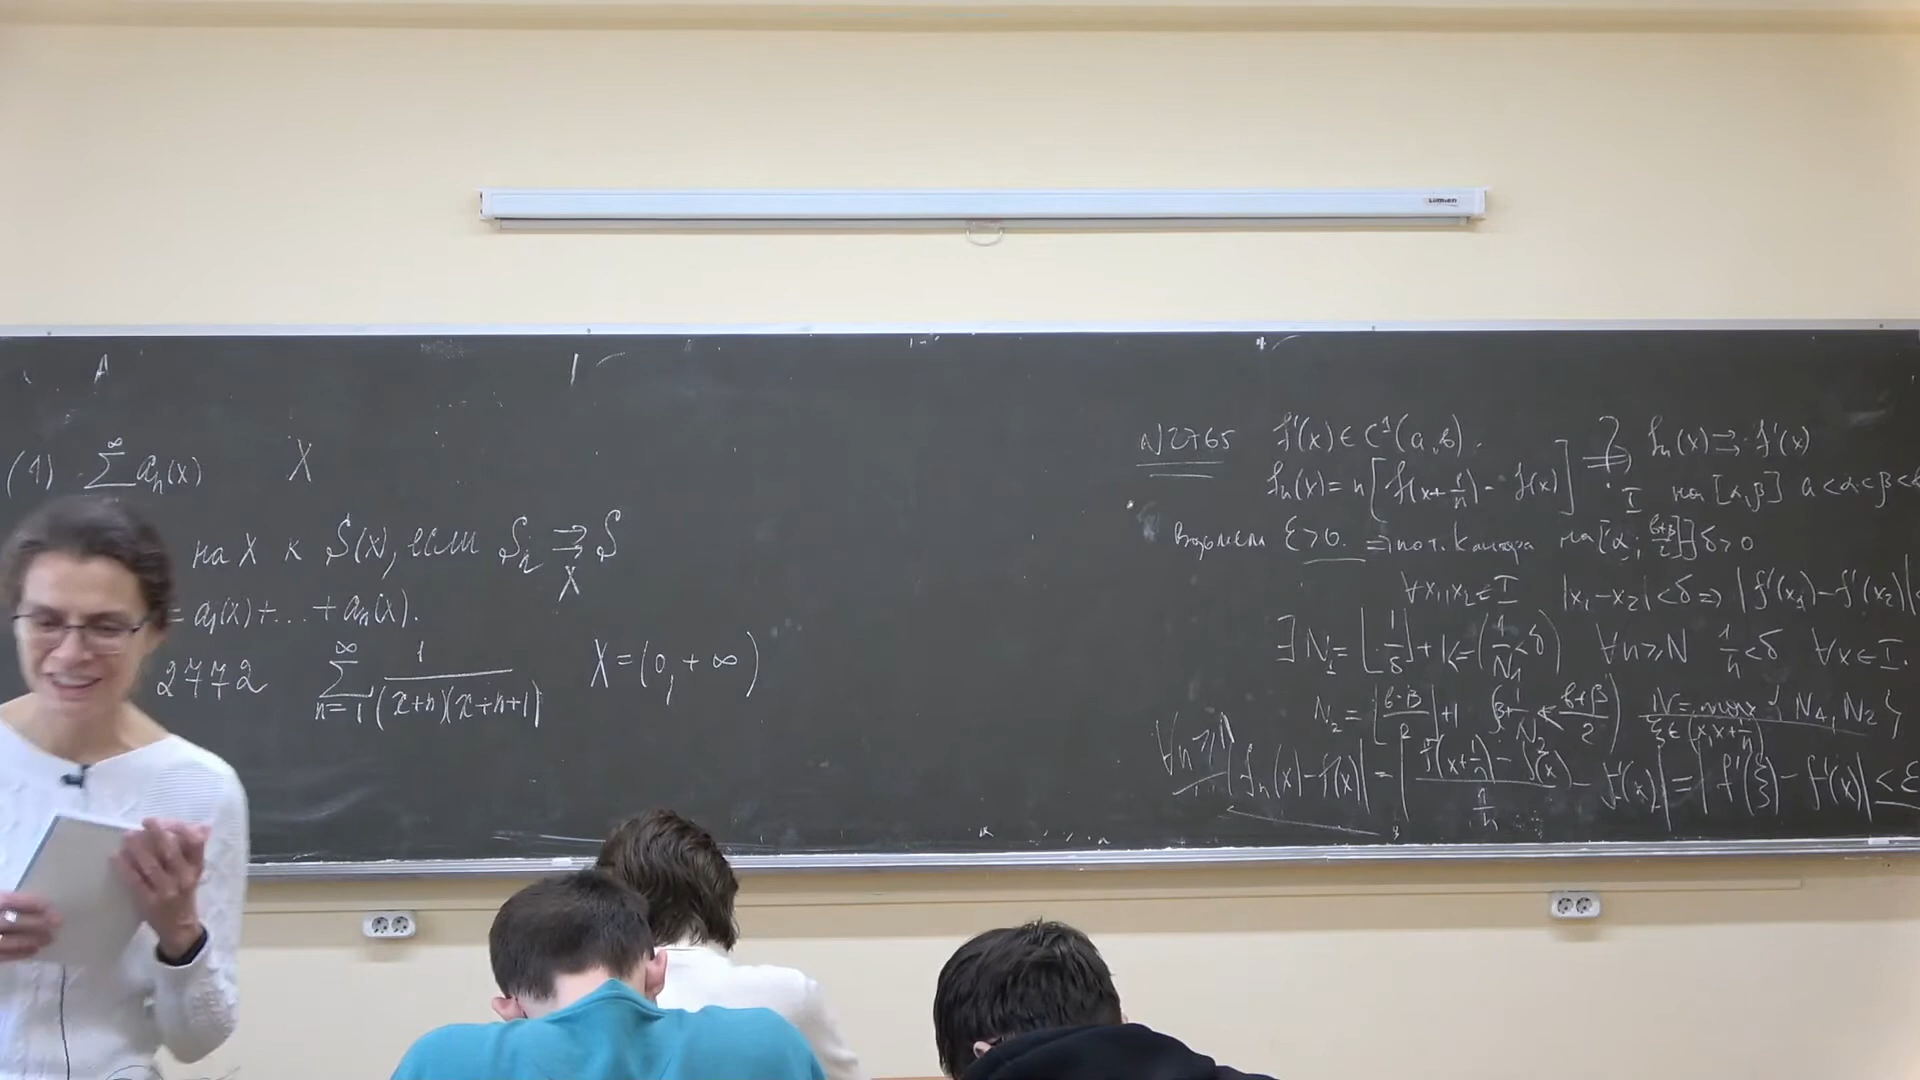 LUMIEN
(1) ∑^∞ aₙ(x) X
на X к S(x), если Sₙ ⇉ S
X
= a₁(x)+...+aₙ(x).
2772 ∑_{n=1}^∞ 1/((x+n)(x+n+1)) X=(0,+∞)
N2765 f'(x)∈C¹(a,b). ? fₙ(x)⇉f'(x)
fₙ(x)=n[f(x+1/n)-f(x)] I на [α,β] a<α<β<b
Возьмем ε>0. ⇒ по т. Кантора на [α; (b+β)/2] ∃δ>0
∀x₁,x₂∈I |x₁-x₂|<δ ⇒ |f'(x₁)-f'(x₂)|<
∃N₁=[1/δ]+1 (1/N₁<δ) ∀n⩾N 1/n<δ ∀x∈I.
N₂= +1 β+1/N₂<(b+β)/2) N=max{N₁,N₂}
ξ∈(x,x+1/n)
∀n⩾N |fₙ(x)-f'(x)|=|(f(x+1/n)-f(x))/(1/n) - f'(x)|=|f'(ξ)-f'(x)|<ε